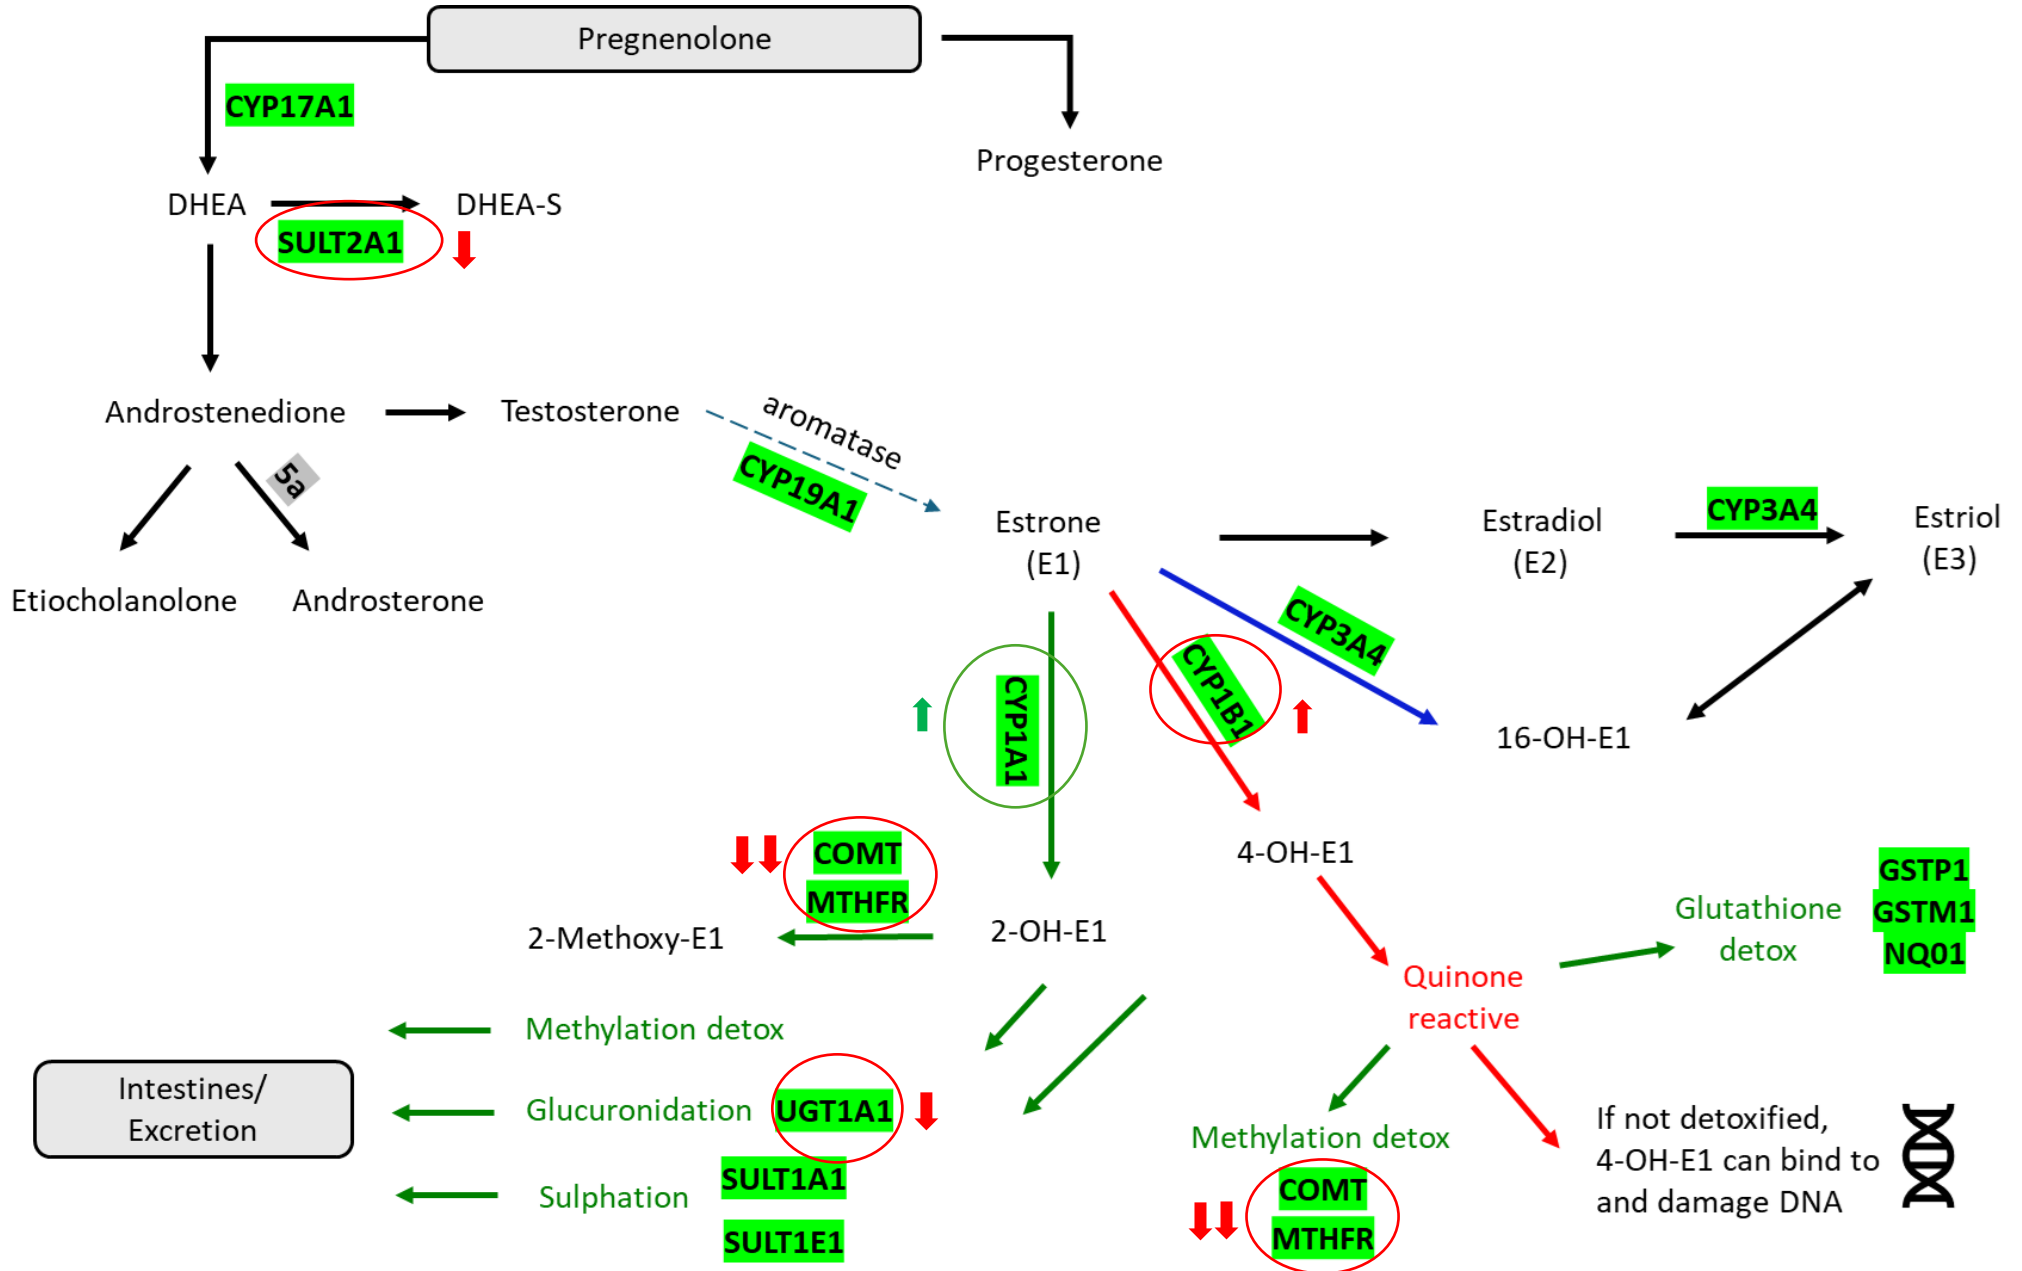 Pregnenolone
CYP17A1
Progesterone
DHEA
DHEA-S
SULT2A1
Androstenedione
Testosterone
aromatase
CYP19A1
5a
Etiocholanolone
Androsterone
Estrone
(E1)
Estradiol
(E2)
CYP3A4
Estriol
(E3)
CYP3A4
CYP1B1
CYP1A1
16-OH-E1
4-OH-E1
COMT
MTHFR
2-Methoxy-E1
2-OH-E1
Glutathione
detox
GSTP1
GSTM1
NQ01
Quinone
reactive
Methylation detox
Intestines/
Excretion
Glucuronidation
UGT1A1
Sulphation
SULT1A1
SULT1E1
Methylation detox
COMT
MTHFR
If not detoxified,
4-OH-E1 can bind to
and damage DNA